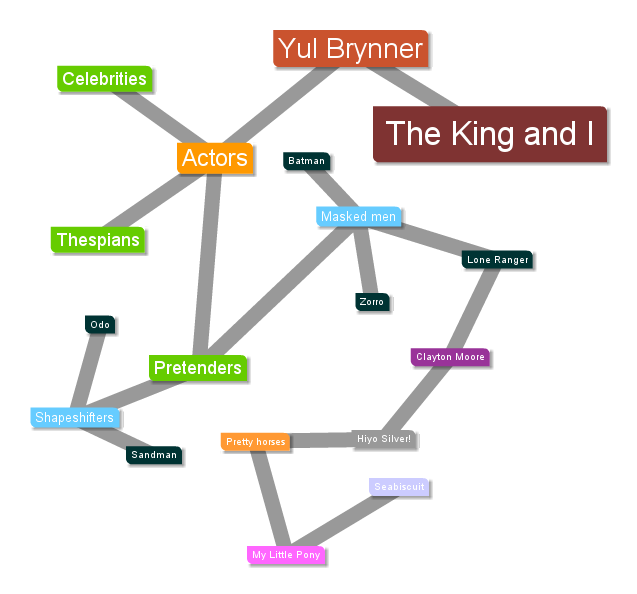 Yul Brynner
Celebrities
The King and I
Actors
Batman
Masked men
Thespians
Lone Ranger
Zorro
Odo
Clayton Moore
Pretenders
Shapeshifters
Hiyo Silver!
Pretty horses
Sandman
Seabiscuit
My Little Pony